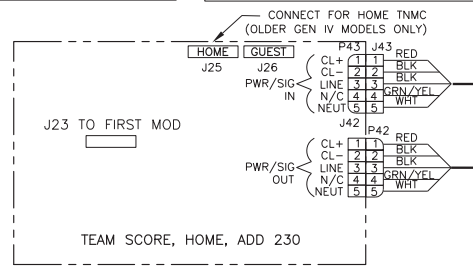 CONNECT FOR HOME TNMC
(OLDER GEN IV MODELS ONLY)
HOME GUEST P43 J43
J25 J26
CL+ 1 1 RED
CL- 2 2 BLK
PWR/SIG IN LINE 3 3 BLK
N/C 4 4 GRN/YEL
NEUT 5 5 WHT
J23 TO FIRST MOD
J42 P42
CL+ 1 1 RED
CL- 2 2 BLK
PWR/SIG OUT LINE 3 3 BLK
N/C 4 4 GRN/YEL
NEUT 5 5 WHT
TEAM SCORE, HOME, ADD 230